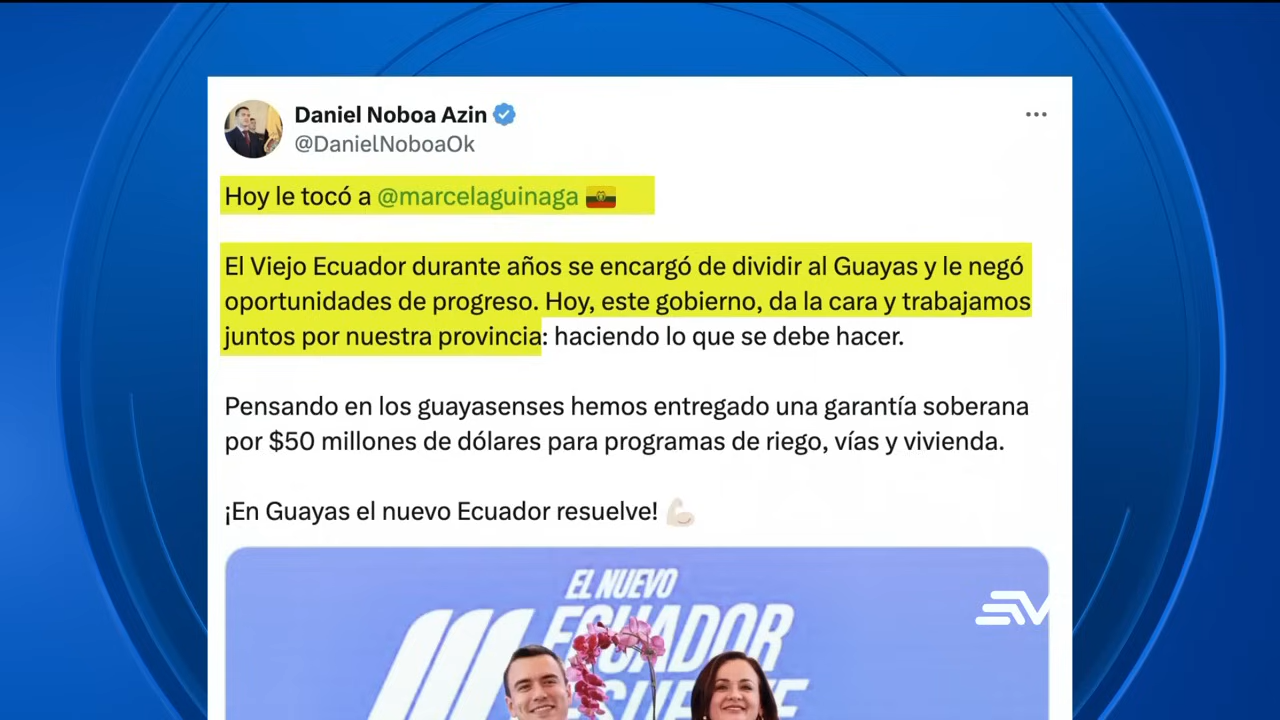 Daniel Noboa Azin
@DanielNoboaOk
Hoy le tocó a @marcelaguinaga
El Viejo Ecuador durante años se encargó de dividir al Guayas y le negó
oportunidades de progreso. Hoy, este gobierno, da la cara y trabajamos
juntos por nuestra provincia: haciendo lo que se debe hacer.
Pensando en los guayasenses hemos entregado una garantía soberana
por $50 millones de dólares para programas de riego, vías y vivienda.
¡En Guayas el nuevo Ecuador resuelve!
EL NUEVO
ECUADOR